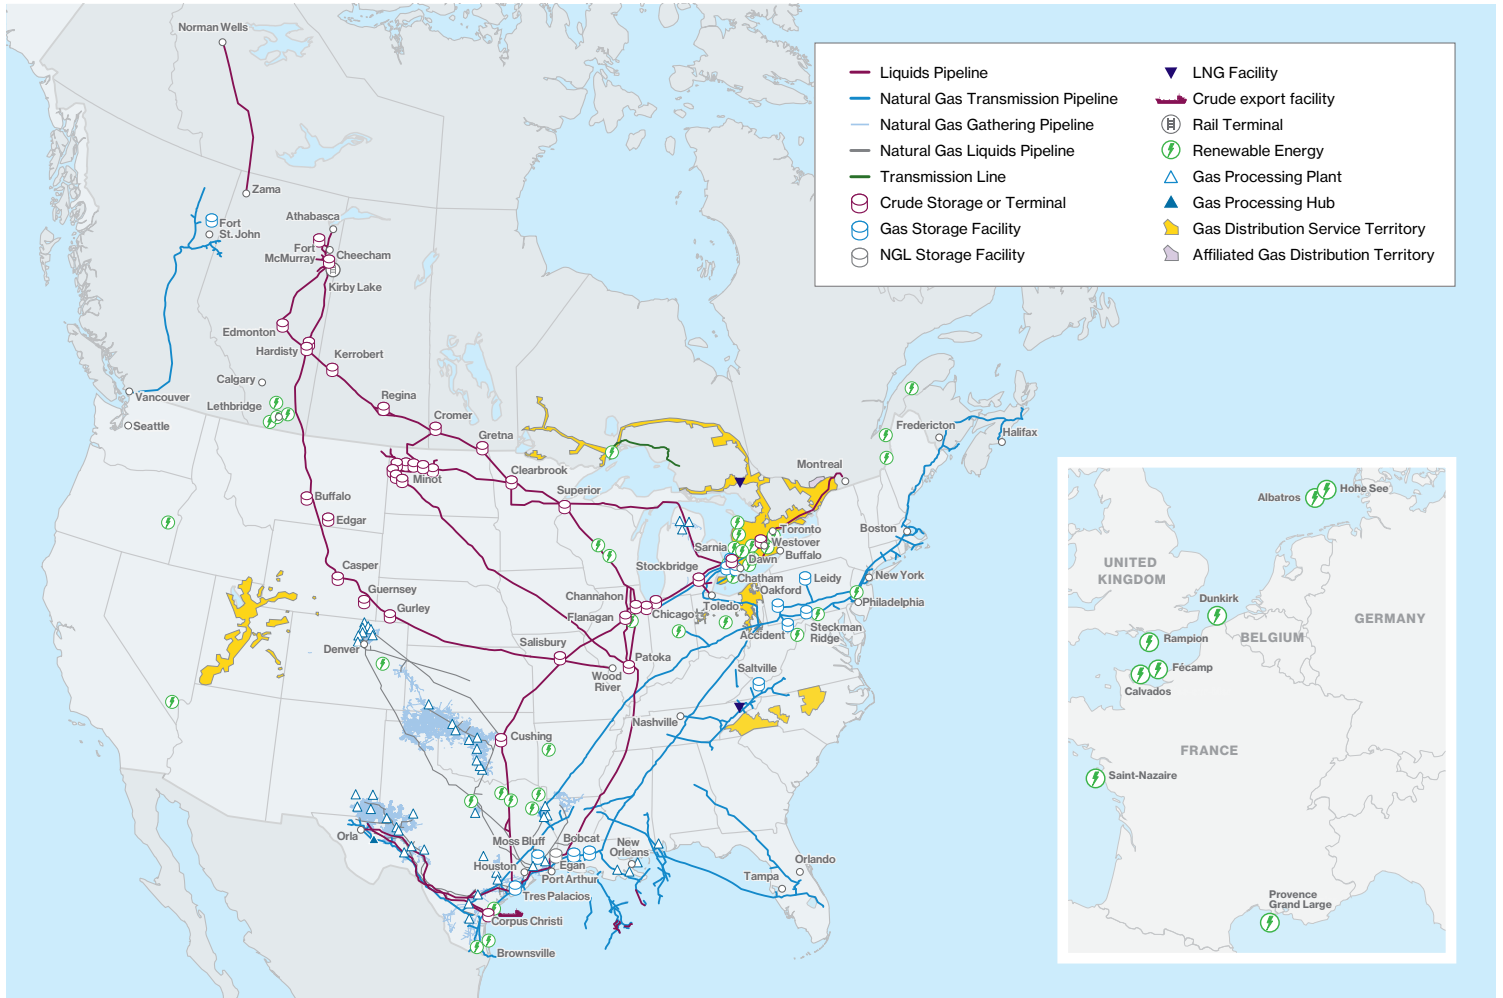 Norman Wells
Zama
Fort
St. John
Athabasca
Fort
McMurray
Cheecham
Kirby Lake
Edmonton
Hardisty
Kerrobert
Calgary
Vancouver
Lethbridge
Regina
Seattle
Cromer
Gretna
Minot
Clearbrook
Superior
Buffalo
Edgar
Casper
Guernsey
Gurley
Denver
Montreal
Fredericton
Halifax
Toronto
Westover
Buffalo
Sarnia
Dawn
Boston
Stockbridge
Chatham
Oakford
Leidy
New York
Channahon
Flanagan
Chicago
Toledo
Philadelphia
Accident
Steckman
Ridge
Salisbury
Patoka
Wood
River
Saltville
Nashville
Cushing
Orla
Moss Bluff
Bobcat
New
Orleans
Houston
Egan
Port Arthur
Tres Palacios
Corpus Christi
Brownsville
Orlando
Tampa
Liquids Pipeline
Natural Gas Transmission Pipeline
Natural Gas Gathering Pipeline
Natural Gas Liquids Pipeline
Transmission Line
Crude Storage or Terminal
Gas Storage Facility
NGL Storage Facility
LNG Facility
Crude export facility
Rail Terminal
Renewable Energy
Gas Processing Plant
Gas Processing Hub
Gas Distribution Service Territory
Affiliated Gas Distribution Territory
Albatros
Hohe See
UNITED
KINGDOM
Dunkirk
GERMANY
Rampion
BELGIUM
Fécamp
Calvados
FRANCE
Saint-Nazaire
Provence
Grand Large